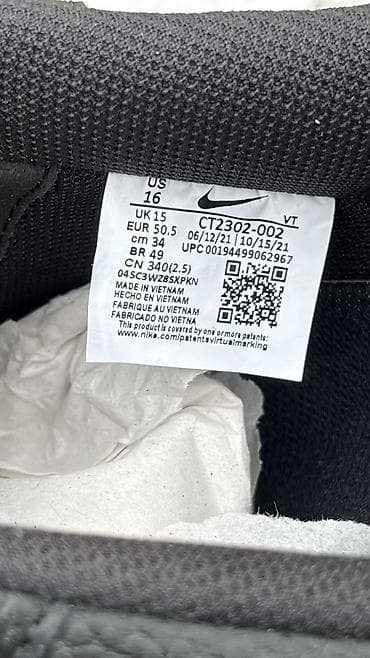 US
16
UK 15
EUR 50.5
cm 34
BR 49
CN 340(2.5)
CT2302-002 VT
06/12/21 | 10/15/21
UPC 00194499062967
04SC3WZ8SXPKN
MADE IN VIETNAM
HECHO EN VIETNAM
FABRIQUE AU VIETNAM
FABRICADO NO VIETNA
This product is covered by one or more patents:
www.nike.com/patentsvirtualmarking